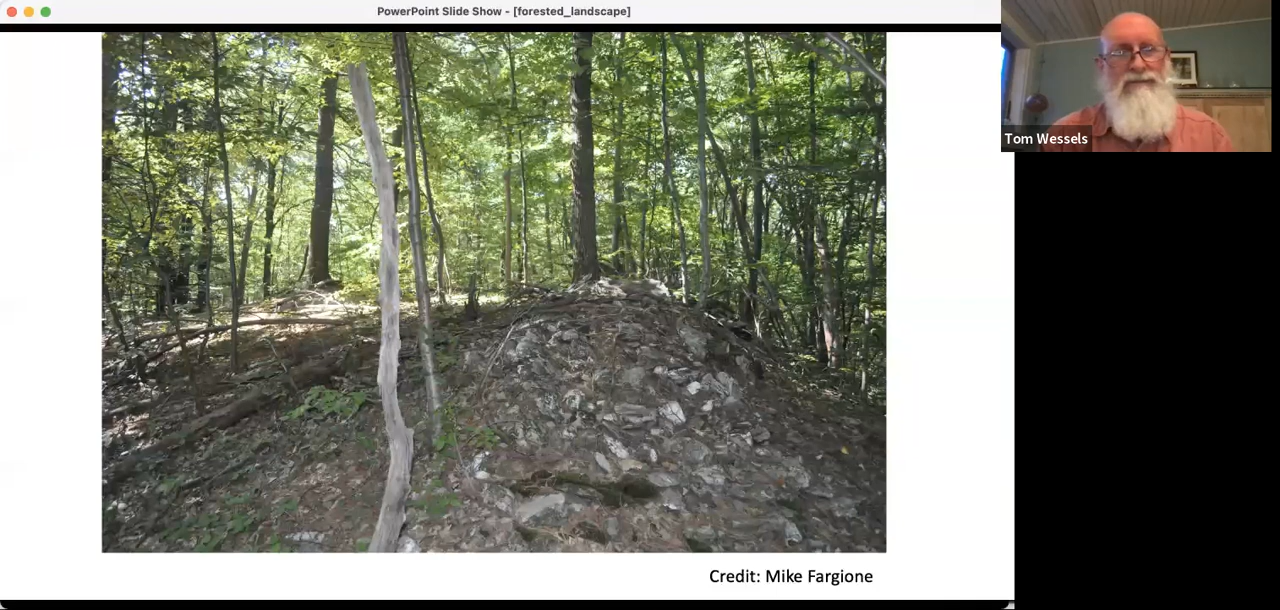 PowerPoint Slide Show - [forested_landscape]
Tom Wessels
Credit: Mike Fargione